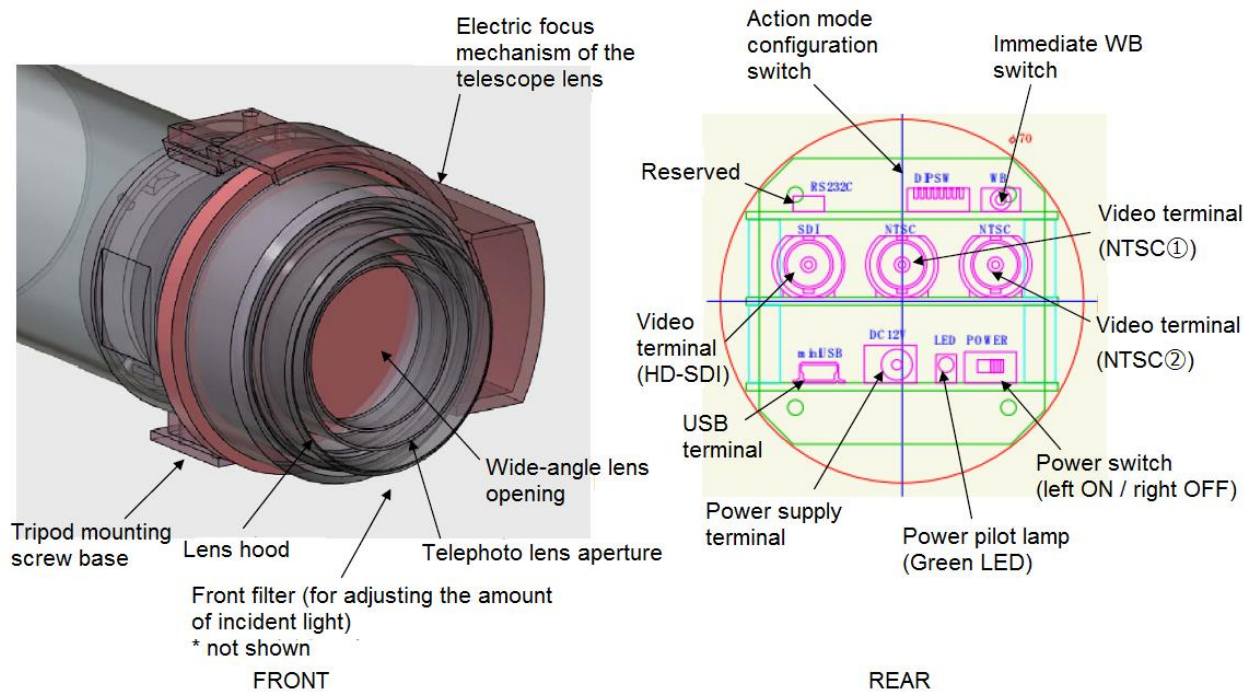 Electric focus
mechanism of the
telescope lens
Wide-angle lens
opening
Tripod mounting
screw base
Lens hood
Telephoto lens aperture
Front filter (for adjusting the amount
of incident light)
* not shown
FRONT
Action mode
configuration
switch
Immediate WB
switch
φ70
Reserved
RS232C
DIPSW
WB
Video terminal
(NTSC①)
SDI
NTSC
NTSC
Video
terminal
(HD-SDI)
Video terminal
(NTSC②)
miniUSB
DC12V
LED
POWER
USB
terminal
Power supply
terminal
Power pilot lamp
(Green LED)
Power switch
(left ON / right OFF)
REAR